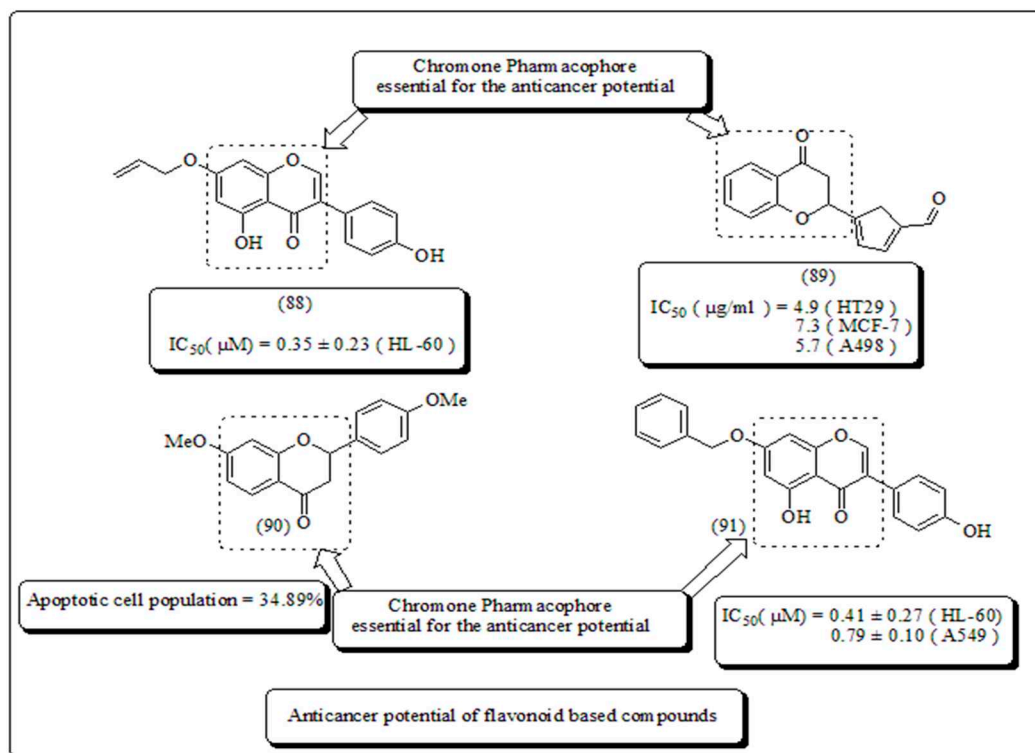 Chromone Pharmacophore
essential for the anticancer potential
O
O
OH
O
OH
O
O
O
(88)
IC50( μM) = 0.35 ± 0.23 ( HL-60 )
(89)
IC50 ( μg/ml ) = 4.9 ( HT29 )
7.3 ( MCF-7 )
5.7 ( A498 )
OMe
MeO
O
O
(90)
O
O
OH
O
OH
(91)
Apoptotic cell population = 34.89%
Chromone Pharmacophore
essential for the anticancer potential
IC50( μM) = 0.41 ± 0.27 ( HL-60)
0.79 ± 0.10 ( A549 )
Anticancer potential of flavonoid based compounds